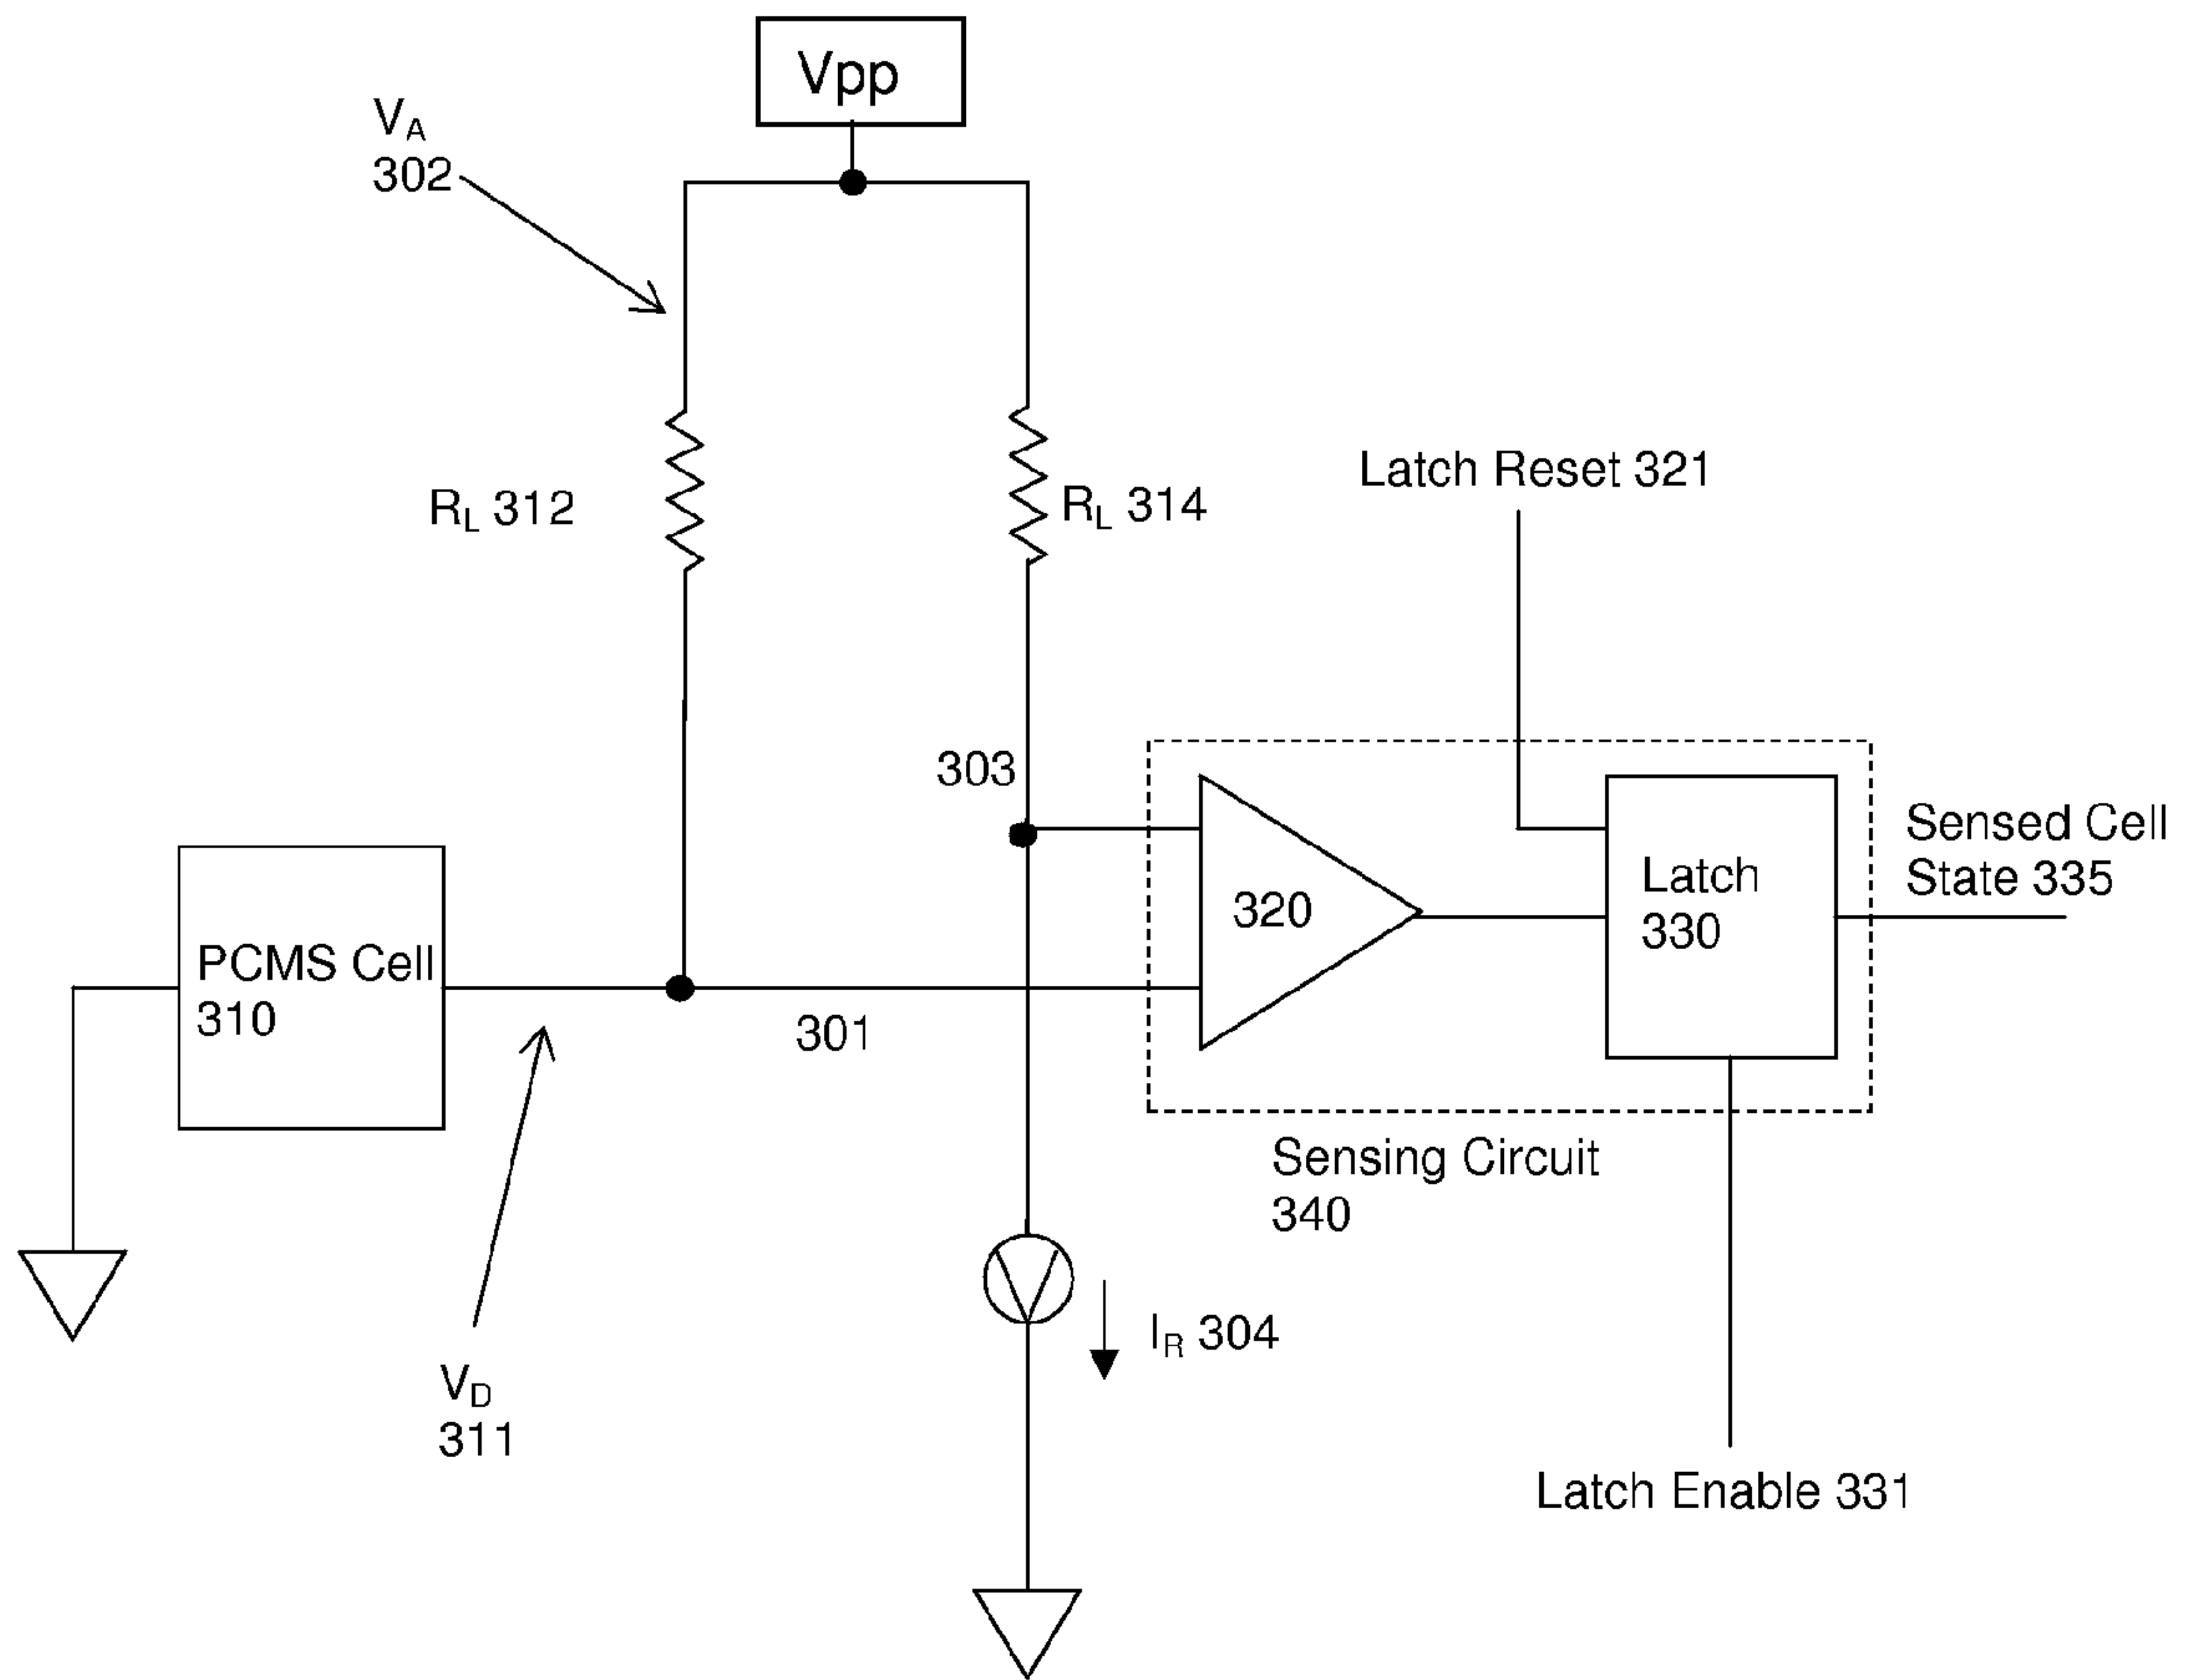 Vpp
VA
302
RL 312
RL 314
Latch Reset 321
303
Sensed Cell
State 335
320
Latch
330
PCMS Cell
310
301
Sensing Circuit
340
IR 304
VD
311
Latch Enable 331